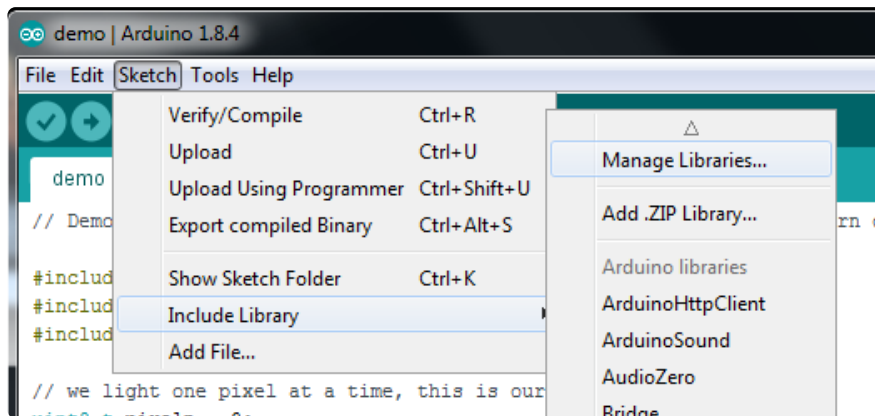 demo | Arduino 1.8.4
File Edit Sketch Tools Help
Verify/Compile Ctrl+R
Upload Ctrl+U
Upload Using Programmer Ctrl+Shift+U
Export compiled Binary Ctrl+Alt+S
Show Sketch Folder Ctrl+K
Include Library
Add File...
Manage Libraries...
Add .ZIP Library...
Arduino libraries
ArduinoHttpClient
ArduinoSound
AudioZero
Bridge
demo
// Demo
#includ
#includ
#includ
// we light one pixel at a time, this is our